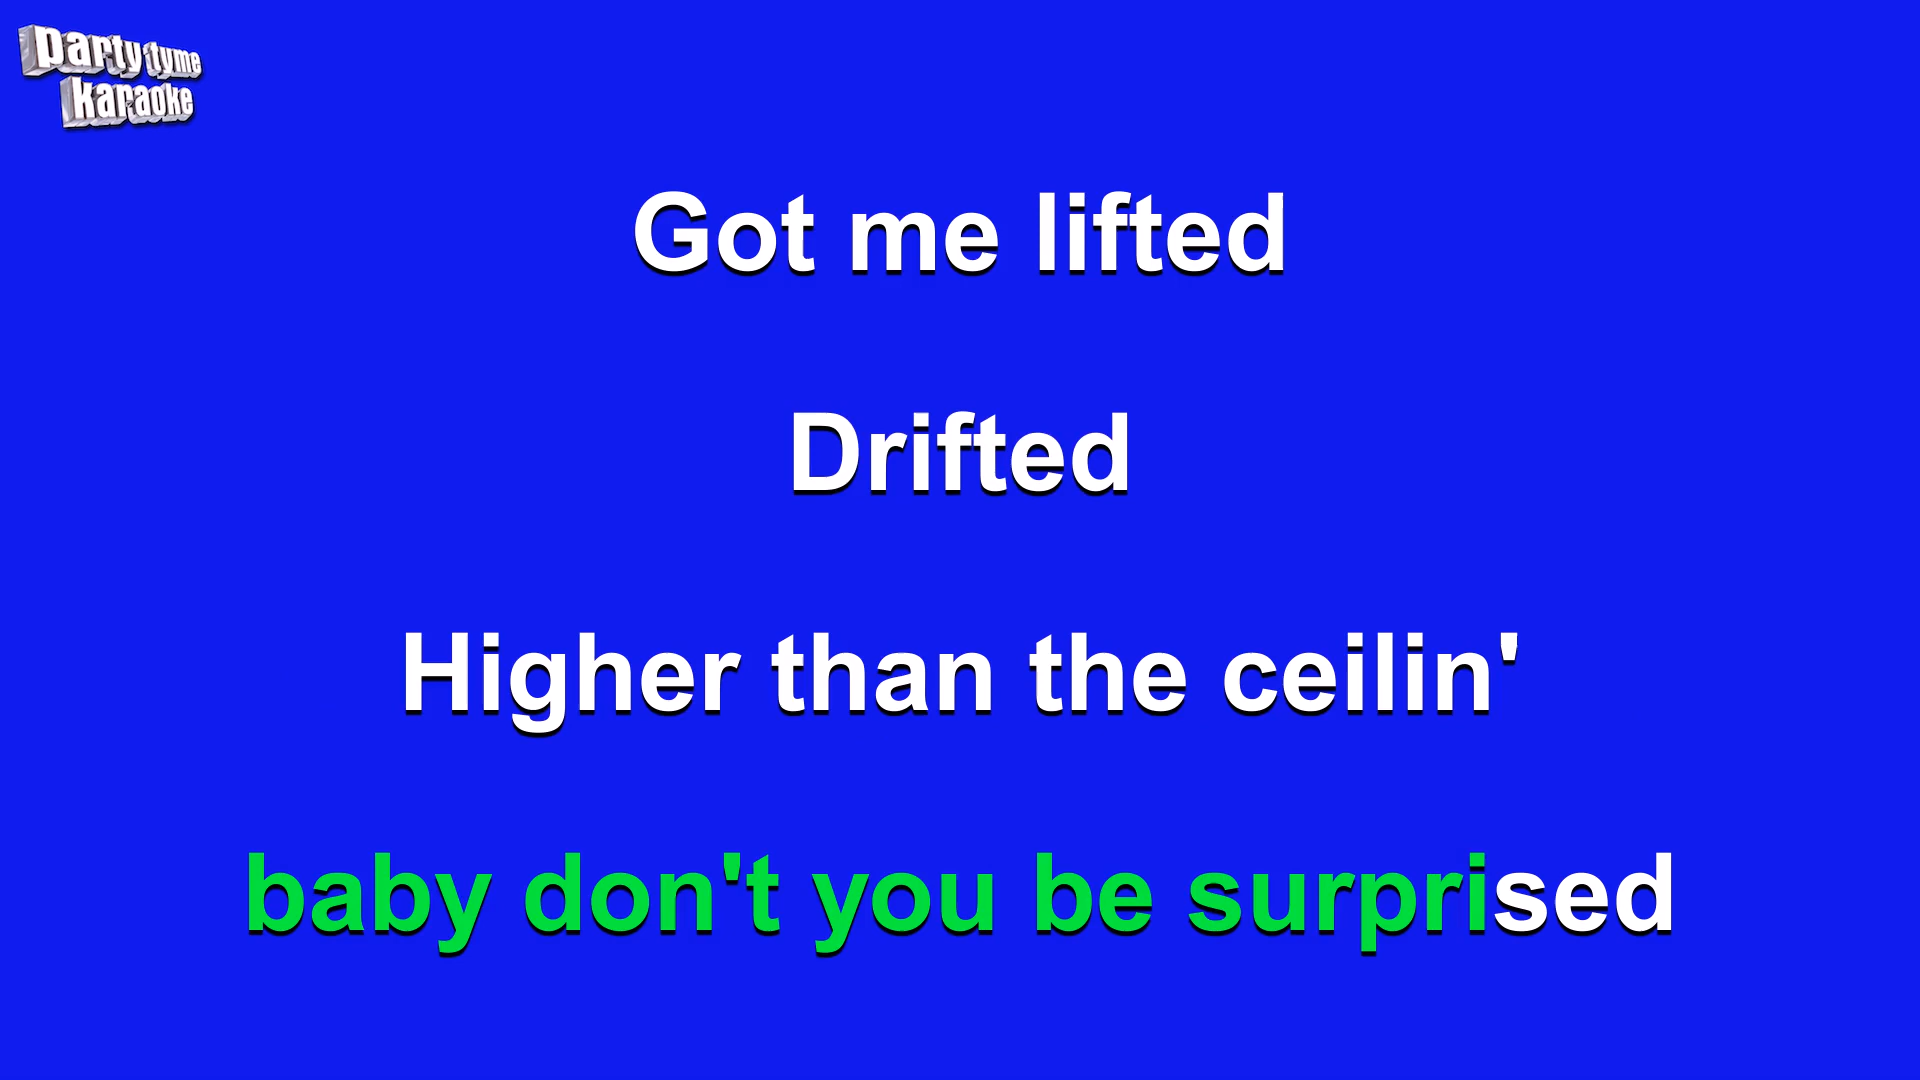 party tyme
karaoke
Got me lifted
Drifted
Higher than the ceilin'
baby don't you be surprised